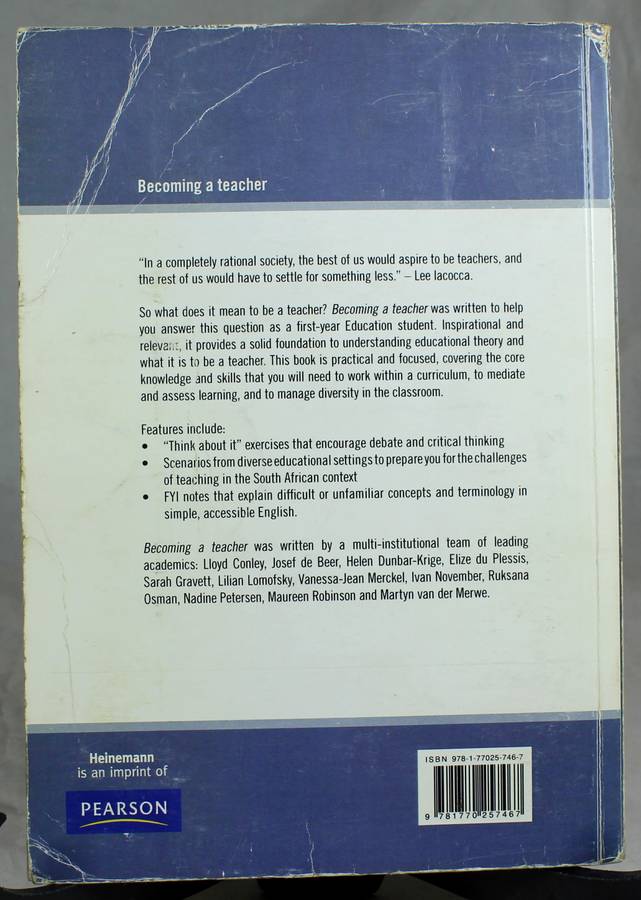 Becoming a teacher
“In a completely rational society, the best of us would aspire to be teachers, and
the rest of us would have to settle for something less.” – Lee Iacocca.
So what does it mean to be a teacher? Becoming a teacher was written to help
you answer this question as a first-year Education student. Inspirational and
relevant, it provides a solid foundation to understanding educational theory and
what it is to be a teacher. This book is practical and focused, covering the core
knowledge and skills that you will need to work within a curriculum, to mediate
and assess learning, and to manage diversity in the classroom.
Features include:
• “Think about it” exercises that encourage debate and critical thinking
• Scenarios from diverse educational settings to prepare you for the challenges
of teaching in the South African context
• FYI notes that explain difficult or unfamiliar concepts and terminology in
simple, accessible English.
Becoming a teacher was written by a multi-institutional team of leading
academics: Lloyd Conley, Josef de Beer, Helen Dunbar-Krige, Elize du Plessis,
Sarah Gravett, Lilian Lomofsky, Vanessa-Jean Merckel, Ivan November, Ruksana
Osman, Nadine Petersen, Maureen Robinson and Martyn van der Merwe.
Heinemann
is an imprint of
PEARSON
ISBN 978-1-77025-746-7
9 781770 257467